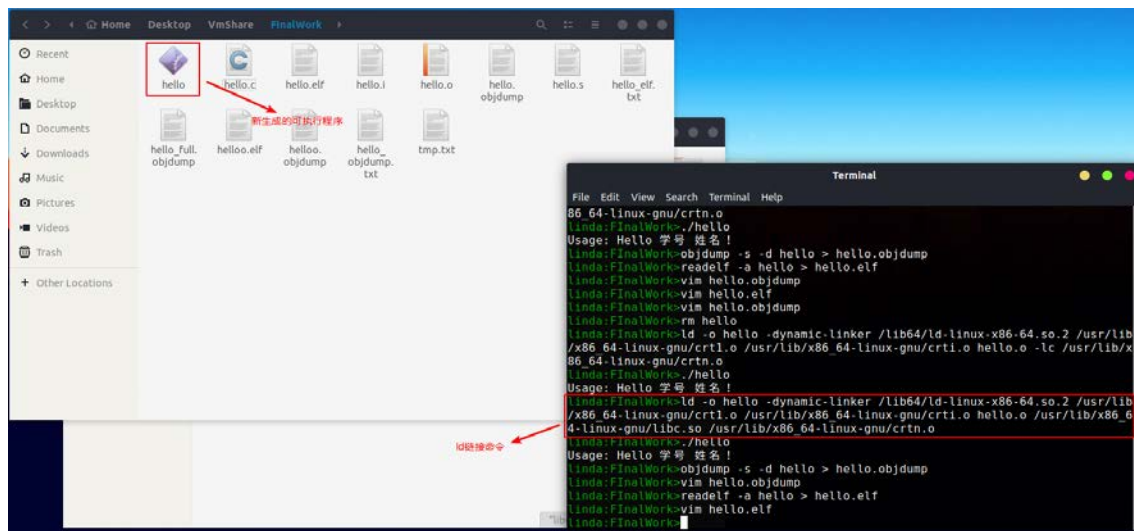 Home Desktop VmShare FInalWork
Recent
Home
Desktop
Documents
Downloads
Music
Pictures
Videos
Trash
+ Other Locations
hello
hello.c
hello.elf
hello.i
hello.o
hello.
objdump
hello.s
hello_elf.
txt
新生成的可执行程序
hello_full.
objdump
helloo.elf
helloo.
objdump
hello_
objdump.
txt
tmp.txt
ld链接命令
Terminal
File Edit View Search Terminal Help
86_64-linux-gnu/crtn.o
linda:FInalWork>./hello
Usage: Hello 学号 姓名！
linda:FInalWork>objdump -s -d hello > hello.objdump
linda:FInalWork>readelf -a hello > hello.elf
linda:FInalWork>vim hello.objdump
linda:FInalWork>vim hello.elf
linda:FInalWork>vim hello.objdump
linda:FInalWork>rm hello
linda:FInalWork>ld -o hello -dynamic-linker /lib64/ld-linux-x86-64.so.2 /usr/lib
/x86_64-linux-gnu/crt1.o /usr/lib/x86_64-linux-gnu/crti.o hello.o -lc /usr/lib/x
86_64-linux-gnu/crtn.o
linda:FInalWork>./hello
Usage: Hello 学号 姓名！
linda:FInalWork>ld -o hello -dynamic-linker /lib64/ld-linux-x86-64.so.2 /usr/lib
/x86_64-linux-gnu/crt1.o /usr/lib/x86_64-linux-gnu/crti.o hello.o /usr/lib/x86_6
4-linux-gnu/libc.so /usr/lib/x86_64-linux-gnu/crtn.o
linda:FInalWork>./hello
Usage: Hello 学号 姓名！
linda:FInalWork>objdump -s -d hello > hello.objdump
linda:FInalWork>vim hello.objdump
linda:FInalWork>readelf -a hello > hello.elf
linda:FInalWork>vim hello.elf
linda:FInalWork>